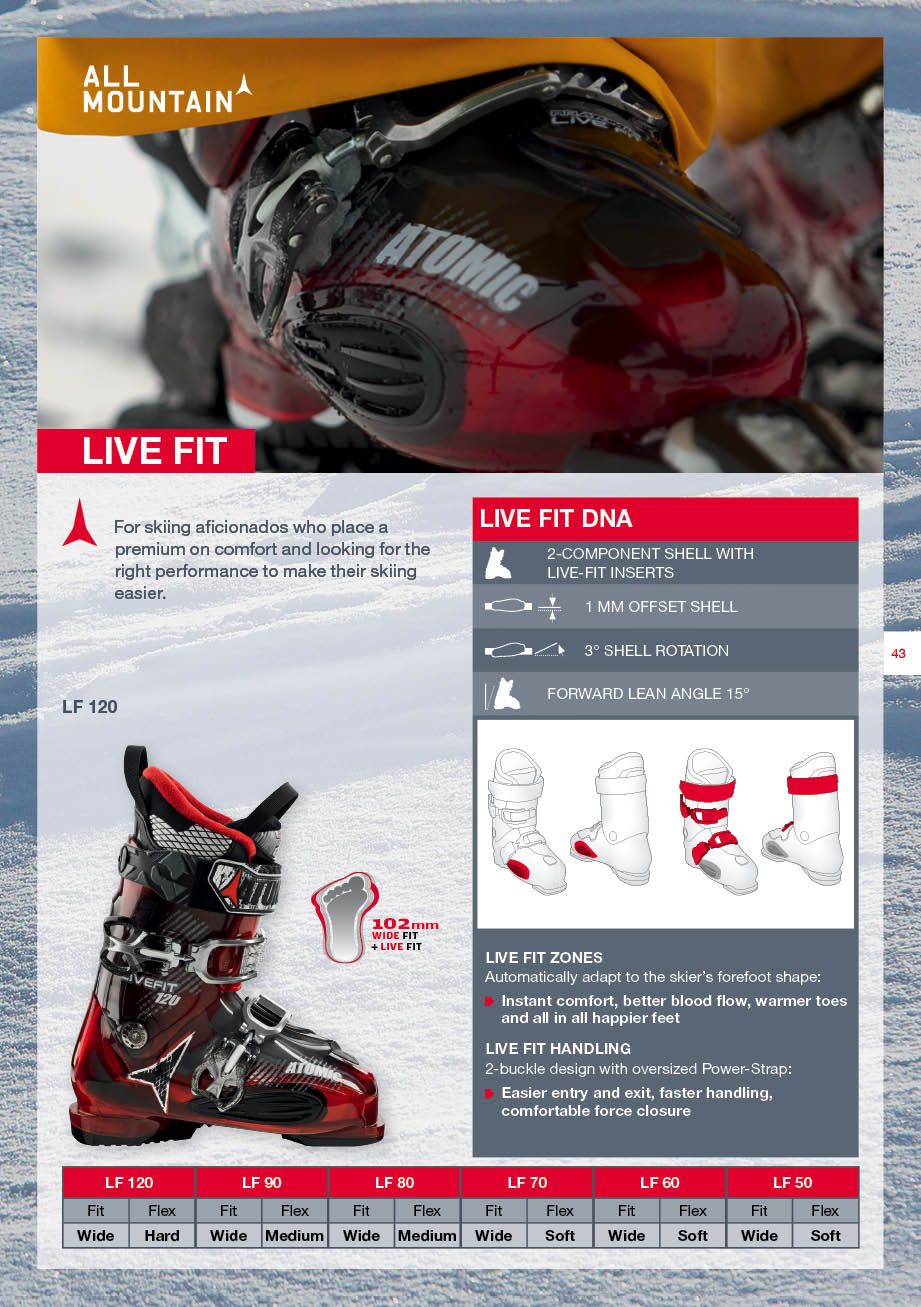 ALL
MOUNTAIN
ATOMIC
LIVE FIT
For skiing aficionados who place a
premium on comfort and looking for the
right performance to make their skiing
easier.
LF 120
LIVEFIT
120
ATOMIC
102mm
WIDE FIT
+ LIVE FIT
LIVE FIT DNA
2-COMPONENT SHELL WITH
LIVE-FIT INSERTS
1 MM OFFSET SHELL
3° SHELL ROTATION
FORWARD LEAN ANGLE 15°
43
LIVE FIT ZONES
Automatically adapt to the skier’s forefoot shape:
Instant comfort, better blood flow, warmer toes
and all in all happier feet
LIVE FIT HANDLING
2-buckle design with oversized Power-Strap:
Easier entry and exit, faster handling,
comfortable force closure
LF 120 LF 90 LF 80 LF 70 LF 60 LF 50
Fit Flex Fit Flex Fit Flex Fit Flex Fit Flex Fit Flex
Wide Hard Wide Medium Wide Medium Wide Soft Wide Soft Wide Soft